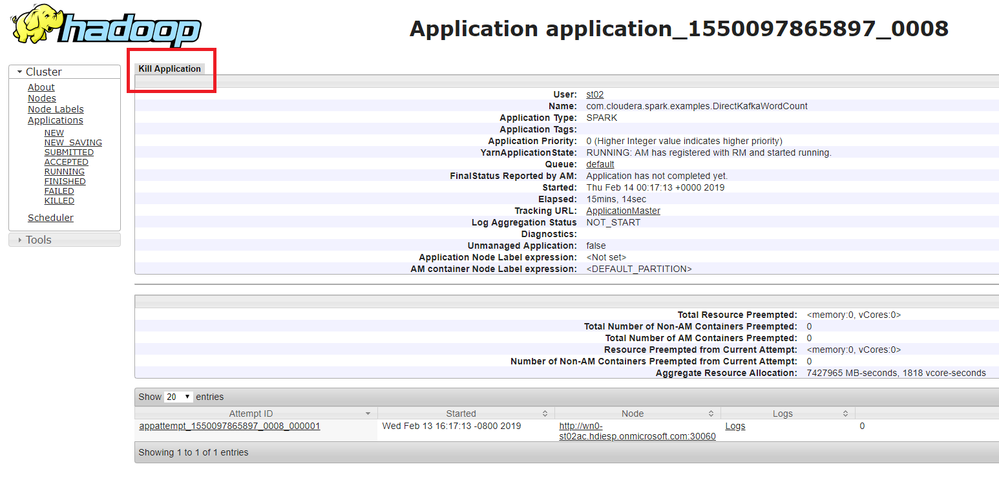 hadoop
Application application_1550097865897_0008
Cluster
About
Nodes
Node Labels
Applications
NEW
NEW_SAVING
SUBMITTED
ACCEPTED
RUNNING
FINISHED
FAILED
KILLED
Scheduler
Tools
Kill Application
User: st02
Name: com.cloudera.spark.examples.DirectKafkaWordCount
Application Type: SPARK
Application Tags:
Application Priority: 0 (Higher Integer value indicates higher priority)
YarnApplicationState: RUNNING: AM has registered with RM and started running.
Queue: default
FinalStatus Reported by AM: Application has not completed yet.
Started: Thu Feb 14 00:17:13 +0000 2019
Elapsed: 15mins, 14sec
Tracking URL: ApplicationMaster
Log Aggregation Status NOT_START
Diagnostics:
Unmanaged Application: false
Application Node Label expression: <Not set>
AM container Node Label expression: <DEFAULT_PARTITION>
Total Resource Preempted: <memory:0, vCores:0>
Total Number of Non-AM Containers Preempted: 0
Total Number of AM Containers Preempted: 0
Resource Preempted from Current Attempt: <memory:0, vCores:0>
Number of Non-AM Containers Preempted from Current Attempt: 0
Aggregate Resource Allocation: 7427965 MB-seconds, 1818 vcore-seconds
Show 20 entries
Attempt ID Started Node Logs
appattempt_1550097865897_0008_000001 Wed Feb 13 16:17:13 -0800 2019 http://wn0- Logs 0
st02ac.hdiesp.onmicrosoft.com:30060
Showing 1 to 1 of 1 entries